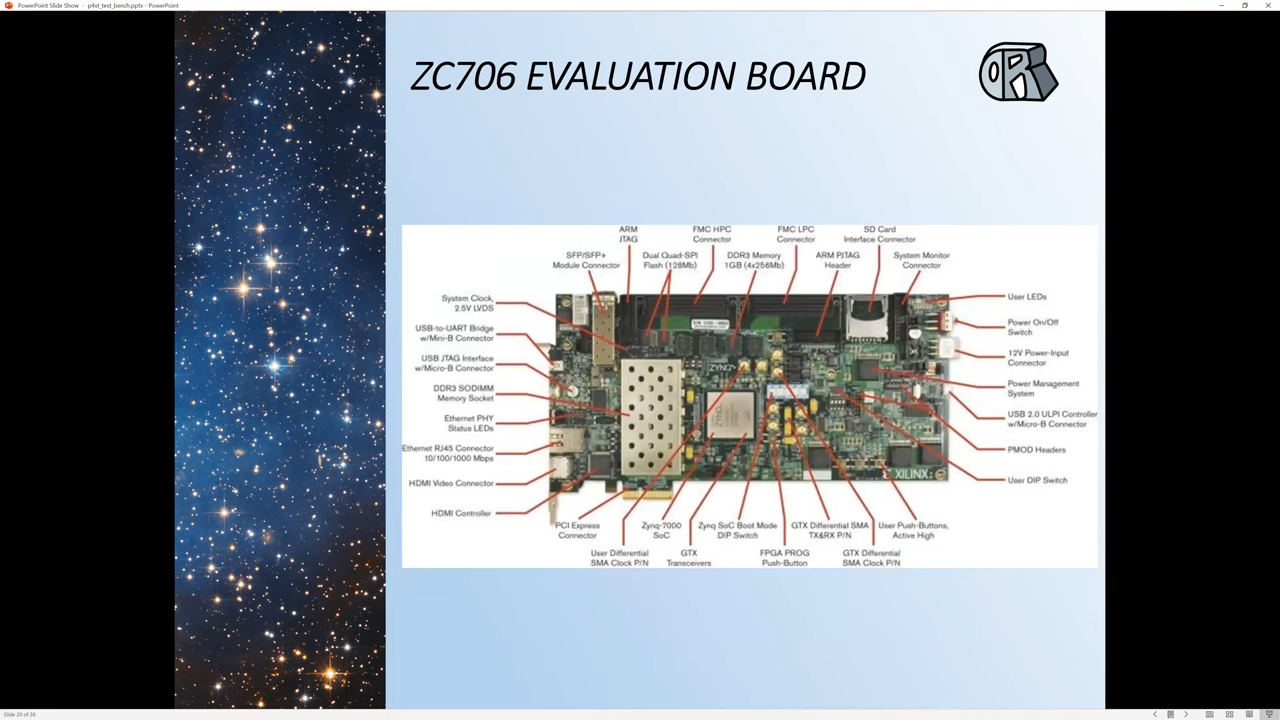 PowerPoint Slide Show - p4st_test_bench.pptx - PowerPoint
ZC706 EVALUATION BOARD
ARM
JTAG
FMC HPC
Connector
FMC LPC
Connector
SD Card
Interface Connector
SFP/SFP+
Module Connector
Dual Quad-SPI
Flash (128Mb)
DDR3 Memory
1GB (4x256Mb)
ARM PJTAG
Header
System Monitor
Connector
System Clock,
2.5V LVDS
USB-to-UART Bridge
w/Mini-B Connector
USB JTAG Interface
w/Micro-B Connector
DDR3 SODIMM
Memory Socket
Ethernet PHY
Status LEDs
Ethernet RJ45 Connector
10/100/1000 Mbps
HDMI Video Connector
HDMI Controller
User LEDs
Power On/Off
Switch
12V Power-Input
Connector
Power Management
System
USB 2.0 ULPI Controller
w/Micro-B Connector
PMOD Headers
User DIP Switch
ZYNQ
XILINX
PCI Express
Connector
Zynq-7000
SoC
Zynq SoC Boot Mode
DIP Switch
GTX Differential SMA
TX&RX P/N
User Push-Buttons,
Active High
User Differential
SMA Clock P/N
GTX
Transceivers
FPGA PROG
Push-Button
GTX Differential
SMA Clock P/N
Slide 20 of 36